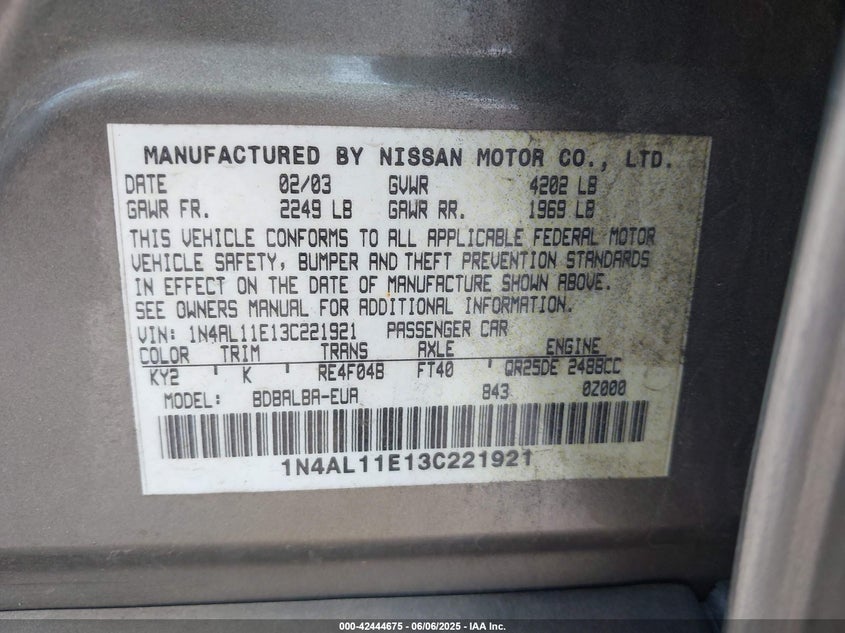 MANUFACTURED BY NISSAN MOTOR CO., LTD.
DATE 02/03 GVWR 4202 LB
GAWR FR. 2249 LB GAWR RR. 1969 LB
THIS VEHICLE CONFORMS TO ALL APPLICABLE FEDERAL MOTOR
VEHICLE SAFETY, BUMPER AND THEFT PREVENTION STANDARDS
IN EFFECT ON THE DATE OF MANUFACTURE SHOWN ABOVE.
SEE OWNERS MANUAL FOR ADDITIONAL INFORMATION.
VIN: 1N4AL11E13C221921 PASSENGER CAR
COLOR TRIM TRANS AXLE ENGINE
KY2 K RE4F04B FT40 QR25DE 2488CC
MODEL: BDBALBA-EUA 843 0Z000
1N4AL11E13C221921
000-42444675 - 06/06/2025 - IAA Inc.